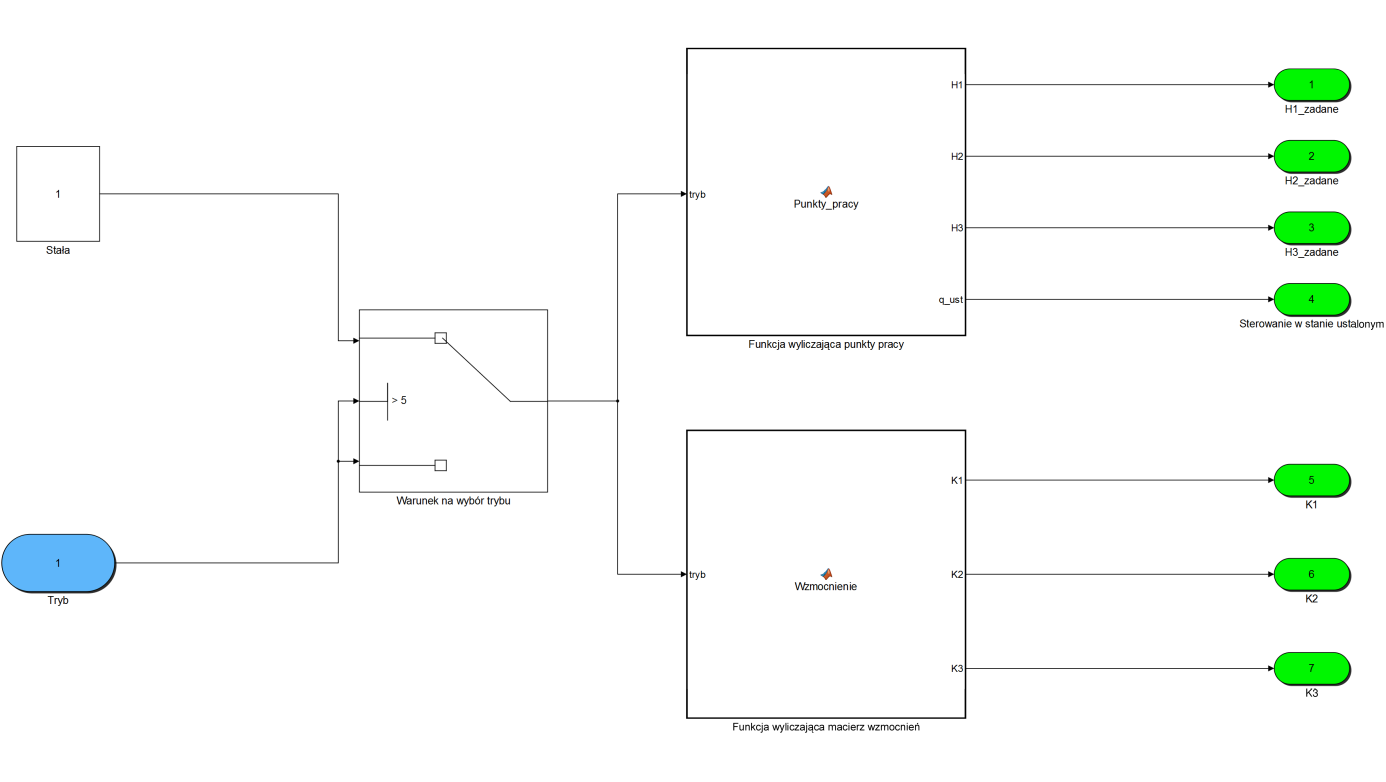 1
Stała
1
Tryb
> 5
Warunek na wybór trybu
tryb
Punkty_pracy
H1
H2
H3
q_ust
Funkcja wyliczająca punkty pracy
tryb
Wzmocnienie
K1
K2
K3
Funkcja wyliczająca macierz wzmocnień
1
H1_zadane
2
H2_zadane
3
H3_zadane
4
Sterowanie w stanie ustalonym
5
K1
6
K2
7
K3